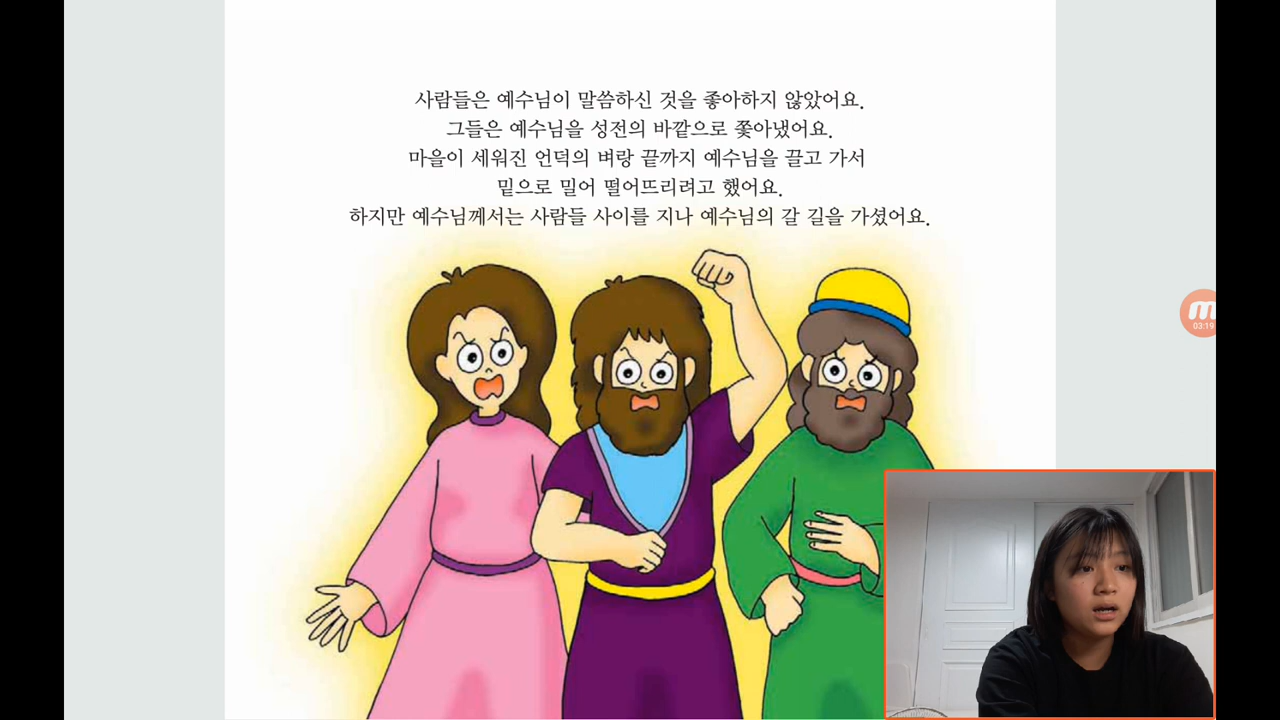 사람들은 예수님이 말씀하신 것을 좋아하지 않았어요.
그들은 예수님을 성전의 바깥으로 쫓아냈어요.
마을이 세워진 언덕의 벼랑 끝까지 예수님을 끌고 가서
밑으로 밀어 떨어뜨리려고 했어요.
하지만 예수님께서는 사람들 사이를 지나 예수님의 갈 길을 가셨어요.
m
03:19